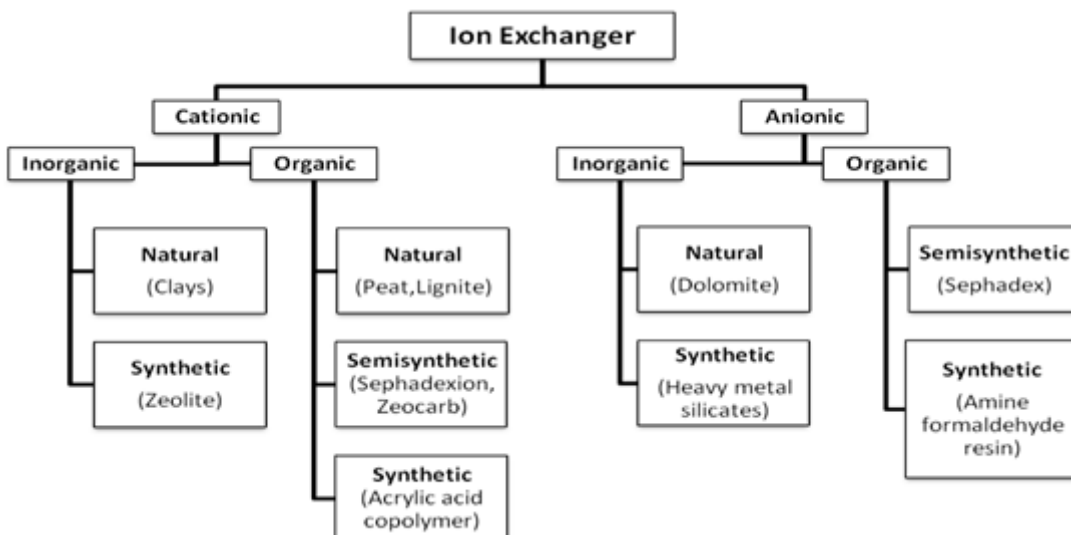 Ion Exchanger
Cationic
Anionic
Inorganic
Organic
Inorganic
Organic
Natural
(Clays)
Natural
(Peat,Lignite)
Natural
(Dolomite)
Semisynthetic
(Sephadex)
Synthetic
(Zeolite)
Semisynthetic
(Sephadexion,
Zeocarb)
Synthetic
(Heavy metal
silicates)
Synthetic
(Amine
formaldehyde
resin)
Synthetic
(Acrylic acid
copolymer)